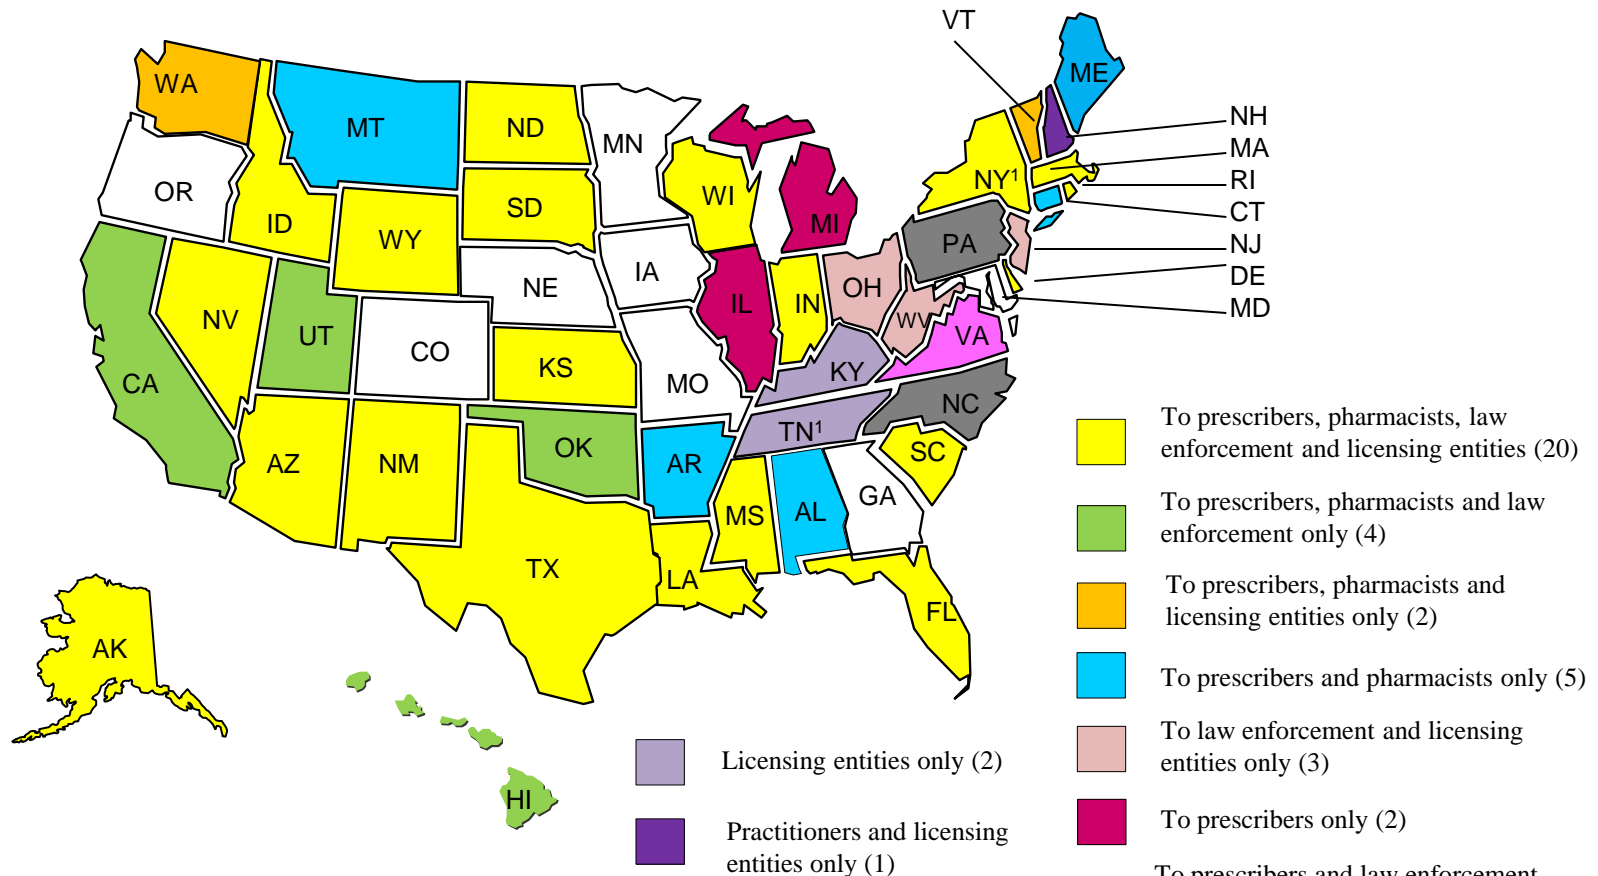 VT
WA
ME
MT
ND
MN
NH
MA
OR
ID
SD
WI
NY¹
RI
WY
MI
CT
PA
NJ
NE
IA
OH
DE
NV
UT
IL
IN
WV
MD
CO
VA
CA
KS
MO
KY
NC
TN¹
OK
AZ
NM
AR
SC
MS
AL
GA
TX
LA
FL
AK
HI
To prescribers, pharmacists, law
enforcement and licensing entities (20)
To prescribers, pharmacists and law
enforcement only (4)
To prescribers, pharmacists and
licensing entities only (2)
To prescribers and pharmacists only (5)
To law enforcement and licensing
entities only (3)
To prescribers only (2)
To prescribers and law enforcement
Licensing entities only (2)
Practitioners and licensing
entities only (1)